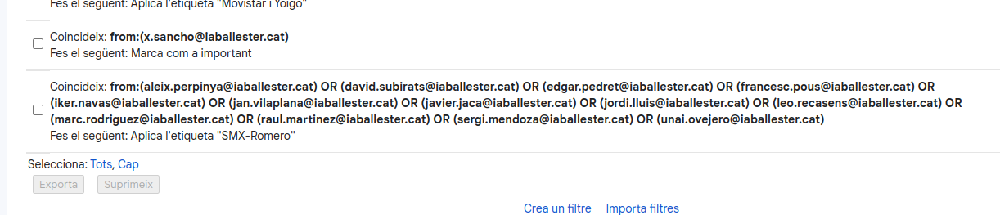 Fes el següent: Aplica l'etiqueta "Movistar i Yoigo"
Coincideix: from:(x.sancho@iaballester.cat)
Fes el següent: Marca com a important
Coincideix: from:(aleix.perpinya@iaballester.cat) OR (david.subirats@iaballester.cat) OR (edgar.pedret@iaballester.cat) OR (francesc.pous@iaballester.cat) OR
(iker.navas@iaballester.cat) OR (jan.vilaplana@iaballester.cat) OR (javier.jaca@iaballester.cat) OR (jordi.lluis@iaballester.cat) OR (leo.recasens@iaballester.cat) OR
(marc.rodriguez@iaballester.cat) OR (raul.martinez@iaballester.cat) OR (sergi.mendoza@iaballester.cat) OR (unai.ovejero@iaballester.cat)
Fes el següent: Aplica l'etiqueta "SMX-Romero"
Selecciona: Tots, Cap
Exporta Suprimeix
Crea un filtre Importa filtres